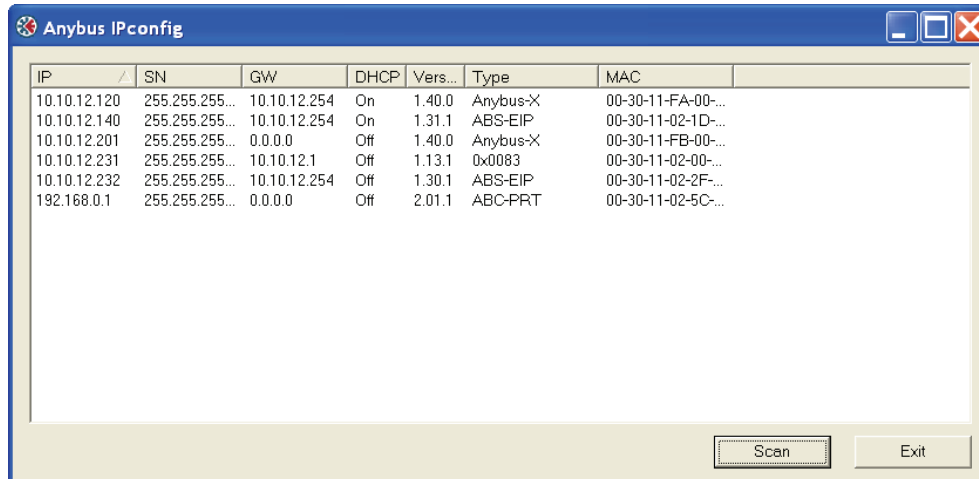 Anybus IPconfig
IP SN GW DHCP Vers... Type MAC
10.10.12.120 255.255.255... 10.10.12.254 On 1.40.0 Anybus-X 00-30-11-FA-00-...
10.10.12.140 255.255.255... 10.10.12.254 On 1.31.1 ABS-EIP 00-30-11-02-1D-...
10.10.12.201 255.255.255... 0.0.0.0 Off 1.40.0 Anybus-X 00-30-11-FB-00-...
10.10.12.231 255.255.255... 10.10.12.1 Off 1.13.1 0x0083 00-30-11-02-00-...
10.10.12.232 255.255.255... 10.10.12.254 Off 1.30.1 ABS-EIP 00-30-11-02-2F-...
192.168.0.1 255.255.255... 0.0.0.0 Off 2.01.1 ABC-PRT 00-30-11-02-5C-...
Scan Exit